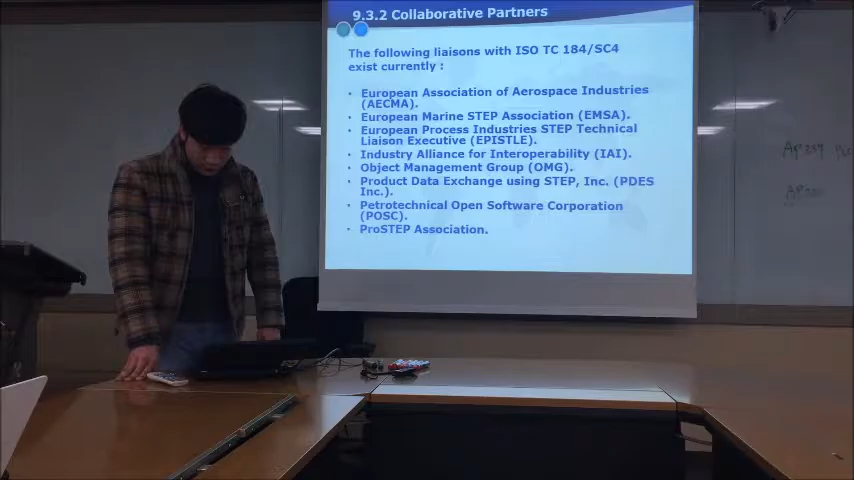 9.3.2 Collaborative Partners
The following liaisons with ISO TC 184/SC4
exist currently :
• European Association of Aerospace Industries
(AECMA).
• European Marine STEP Association (EMSA).
• European Process Industries STEP Technical
Liaison Executive (EPISTLE).
• Industry Alliance for Interoperability (IAI).
• Object Management Group (OMG).
• Product Data Exchange using STEP, Inc. (PDES
Inc.).
• Petrotechnical Open Software Corporation
(POSC).
• ProSTEP Association.